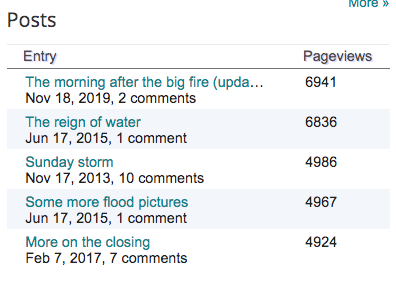 More »
Posts
Entry Pageviews
The morning after the big fire (upda… 6941
Nov 18, 2019, 2 comments
The reign of water 6836
Jun 17, 2015, 1 comment
Sunday storm 4986
Nov 17, 2013, 10 comments
Some more flood pictures 4967
Jun 17, 2015, 1 comment
More on the closing 4924
Feb 7, 2017, 7 comments